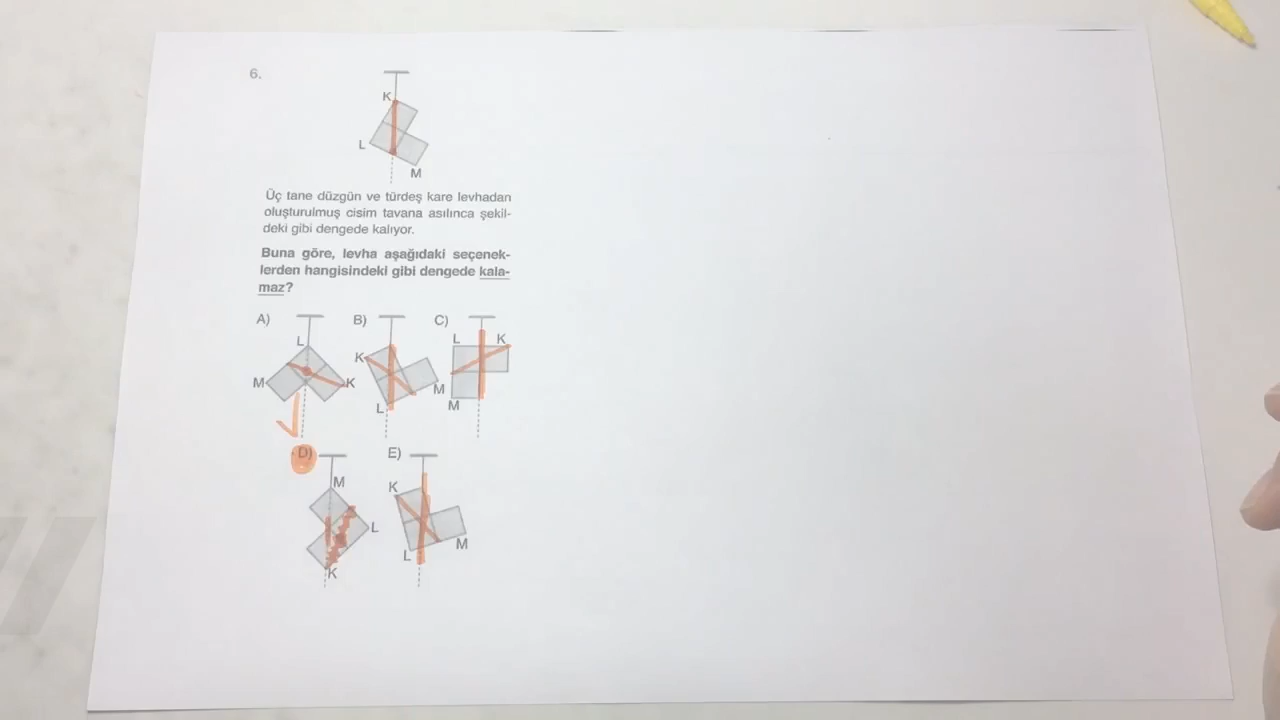 6.
K
L
M
Üç tane düzgün ve türdeş kare levhadan
oluşturulmuş cisim tavana asılınca şekil-
deki gibi dengede kalıyor.
Buna göre, levha aşağıdaki seçenek-
lerden hangisindeki gibi dengede kala-
maz?
A)
L
M
K
B)
K
M
L
C)
L
K
M
D)
M
L
K
E)
K
L
M